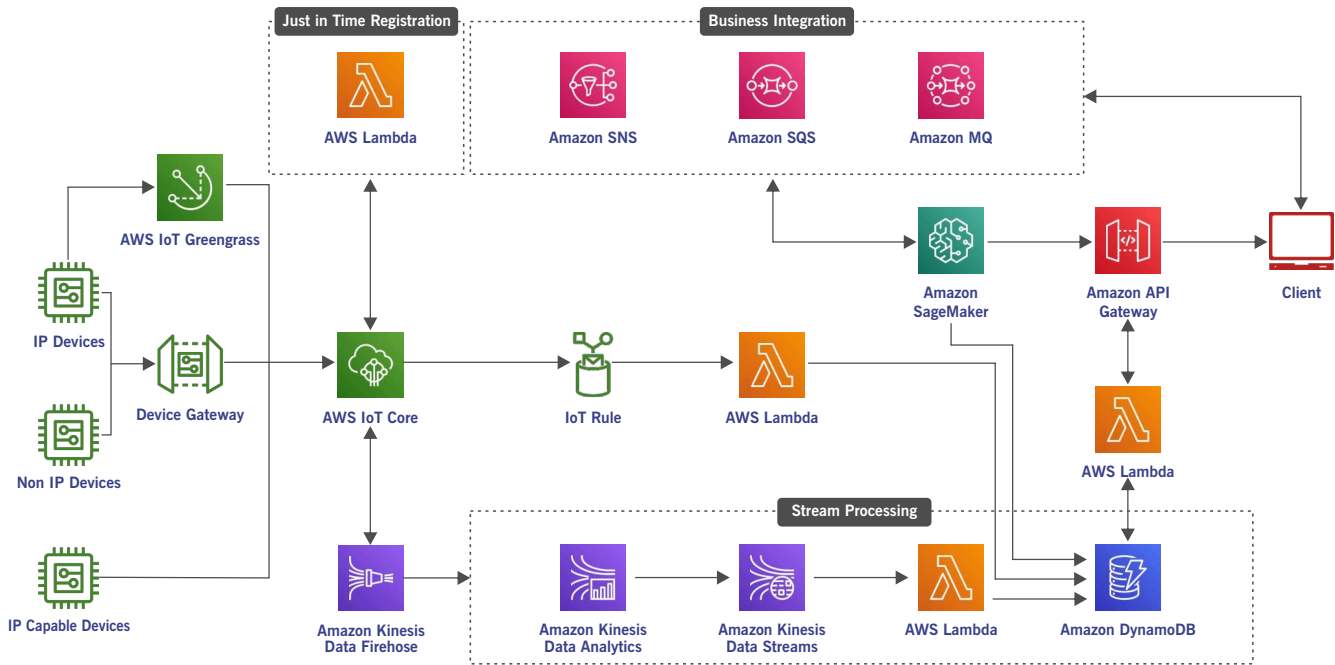 Just in Time Registration
Business Integration
AWS Lambda
Amazon SNS
Amazon SQS
Amazon MQ
AWS IoT Greengrass
IP Devices
Amazon
SageMaker
Amazon API
Gateway
Client
Device Gateway
AWS IoT Core
IoT Rule
AWS Lambda
AWS Lambda
Non IP Devices
Stream Processing
IP Capable Devices
Amazon Kinesis
Data Firehose
Amazon Kinesis
Data Analytics
Amazon Kinesis
Data Streams
AWS Lambda
Amazon DynamoDB